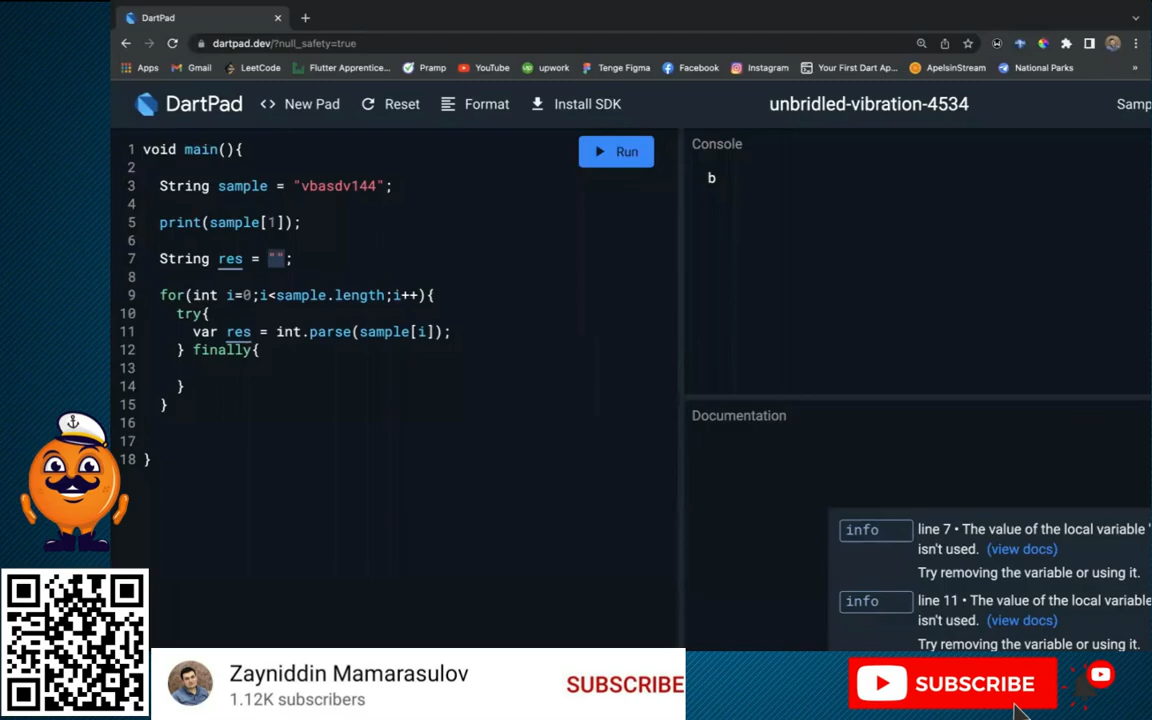 DartPad
dartpad.dev/?null_safety=true
Apps Gmail LeetCode Flutter Apprentice... Pramp YouTube upwork Tenge Figma Facebook Instagram Your First Dart Ap... ApelsinStream National Parks »
DartPad <> New Pad Reset Format Install SDK unbridled-vibration-4534 Samp
Run
Console
b
1 void main(){
2
3 String sample = "vbasdv144";
4
5 print(sample[1]);
6
7 String res = "";
8
9 for(int i=0;i<sample.length;i++){
10 try{
11 var res = int.parse(sample[i]);
12 } finally{
13
14 }
15 }
16
17
18 }
Documentation
info line 7 • The value of the local variable '
isn't used. (view docs)
Try removing the variable or using it.
info line 11 • The value of the local variable
isn't used. (view docs)
Try removing the variable or using it.
Zayniddin Mamarasulov
1.12K subscribers
SUBSCRIBE
SUBSCRIBE